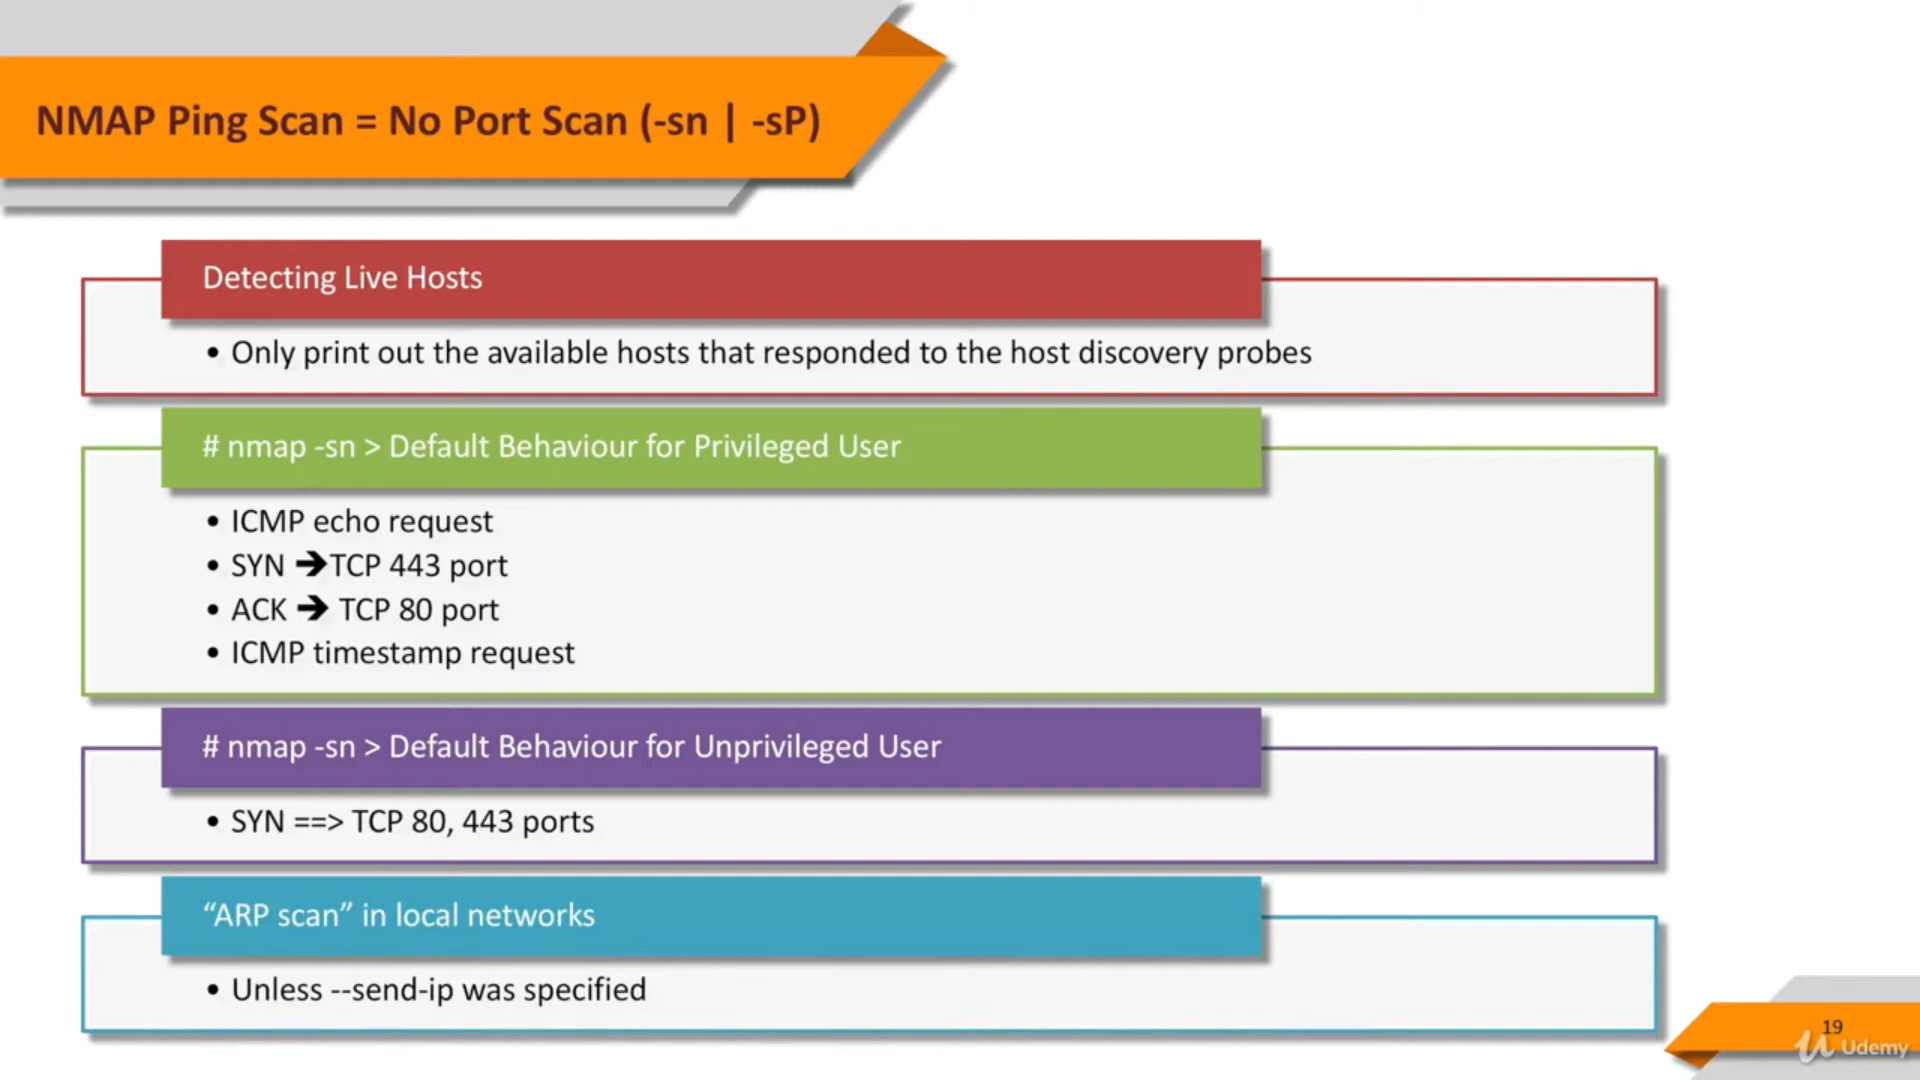 NMAP Ping Scan = No Port Scan (-sn | -sP)
Detecting Live Hosts
• Only print out the available hosts that responded to the host discovery probes
# nmap -sn > Default Behaviour for Privileged User
• ICMP echo request
• SYN ➔TCP 443 port
• ACK ➔ TCP 80 port
• ICMP timestamp request
# nmap -sn > Default Behaviour for Unprivileged User
• SYN ==> TCP 80, 443 ports
“ARP scan” in local networks
• Unless --send-ip was specified
19
Udemy